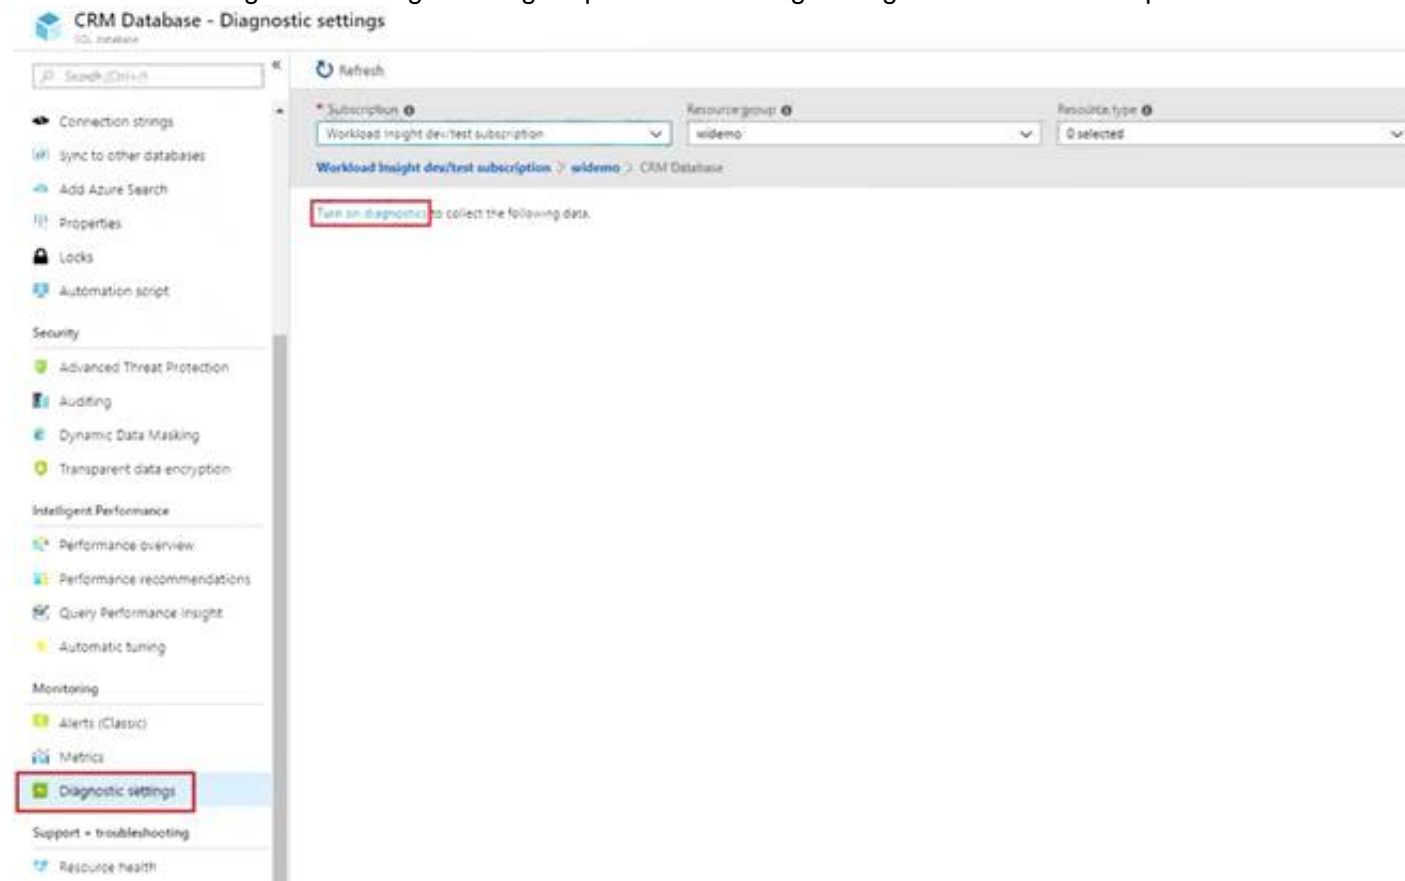 CRM Database - Diagnostic settings
SQL database
Search (Ctrl+/)
«
Refresh
* Subscription
Resource group
Resource type
Workload Insight dev/test subscription
widemo
0 selected
Workload Insight dev/test subscription > widemo > CRM Database
Turn on diagnostics to collect the following data.
Connection strings
Sync to other databases
Add Azure Search
Properties
Locks
Automation script
Security
Advanced Threat Protection
Auditing
Dynamic Data Masking
Transparent data encryption
Intelligent Performance
Performance overview
Performance recommendations
Query Performance Insight
Automatic tuning
Monitoring
Alerts (Classic)
Metrics
Diagnostic settings
Support + troubleshooting
Resource health